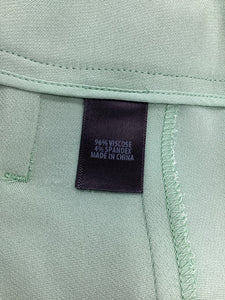 96% VISCOSE
4% SPANDEX
MADE IN CHINA